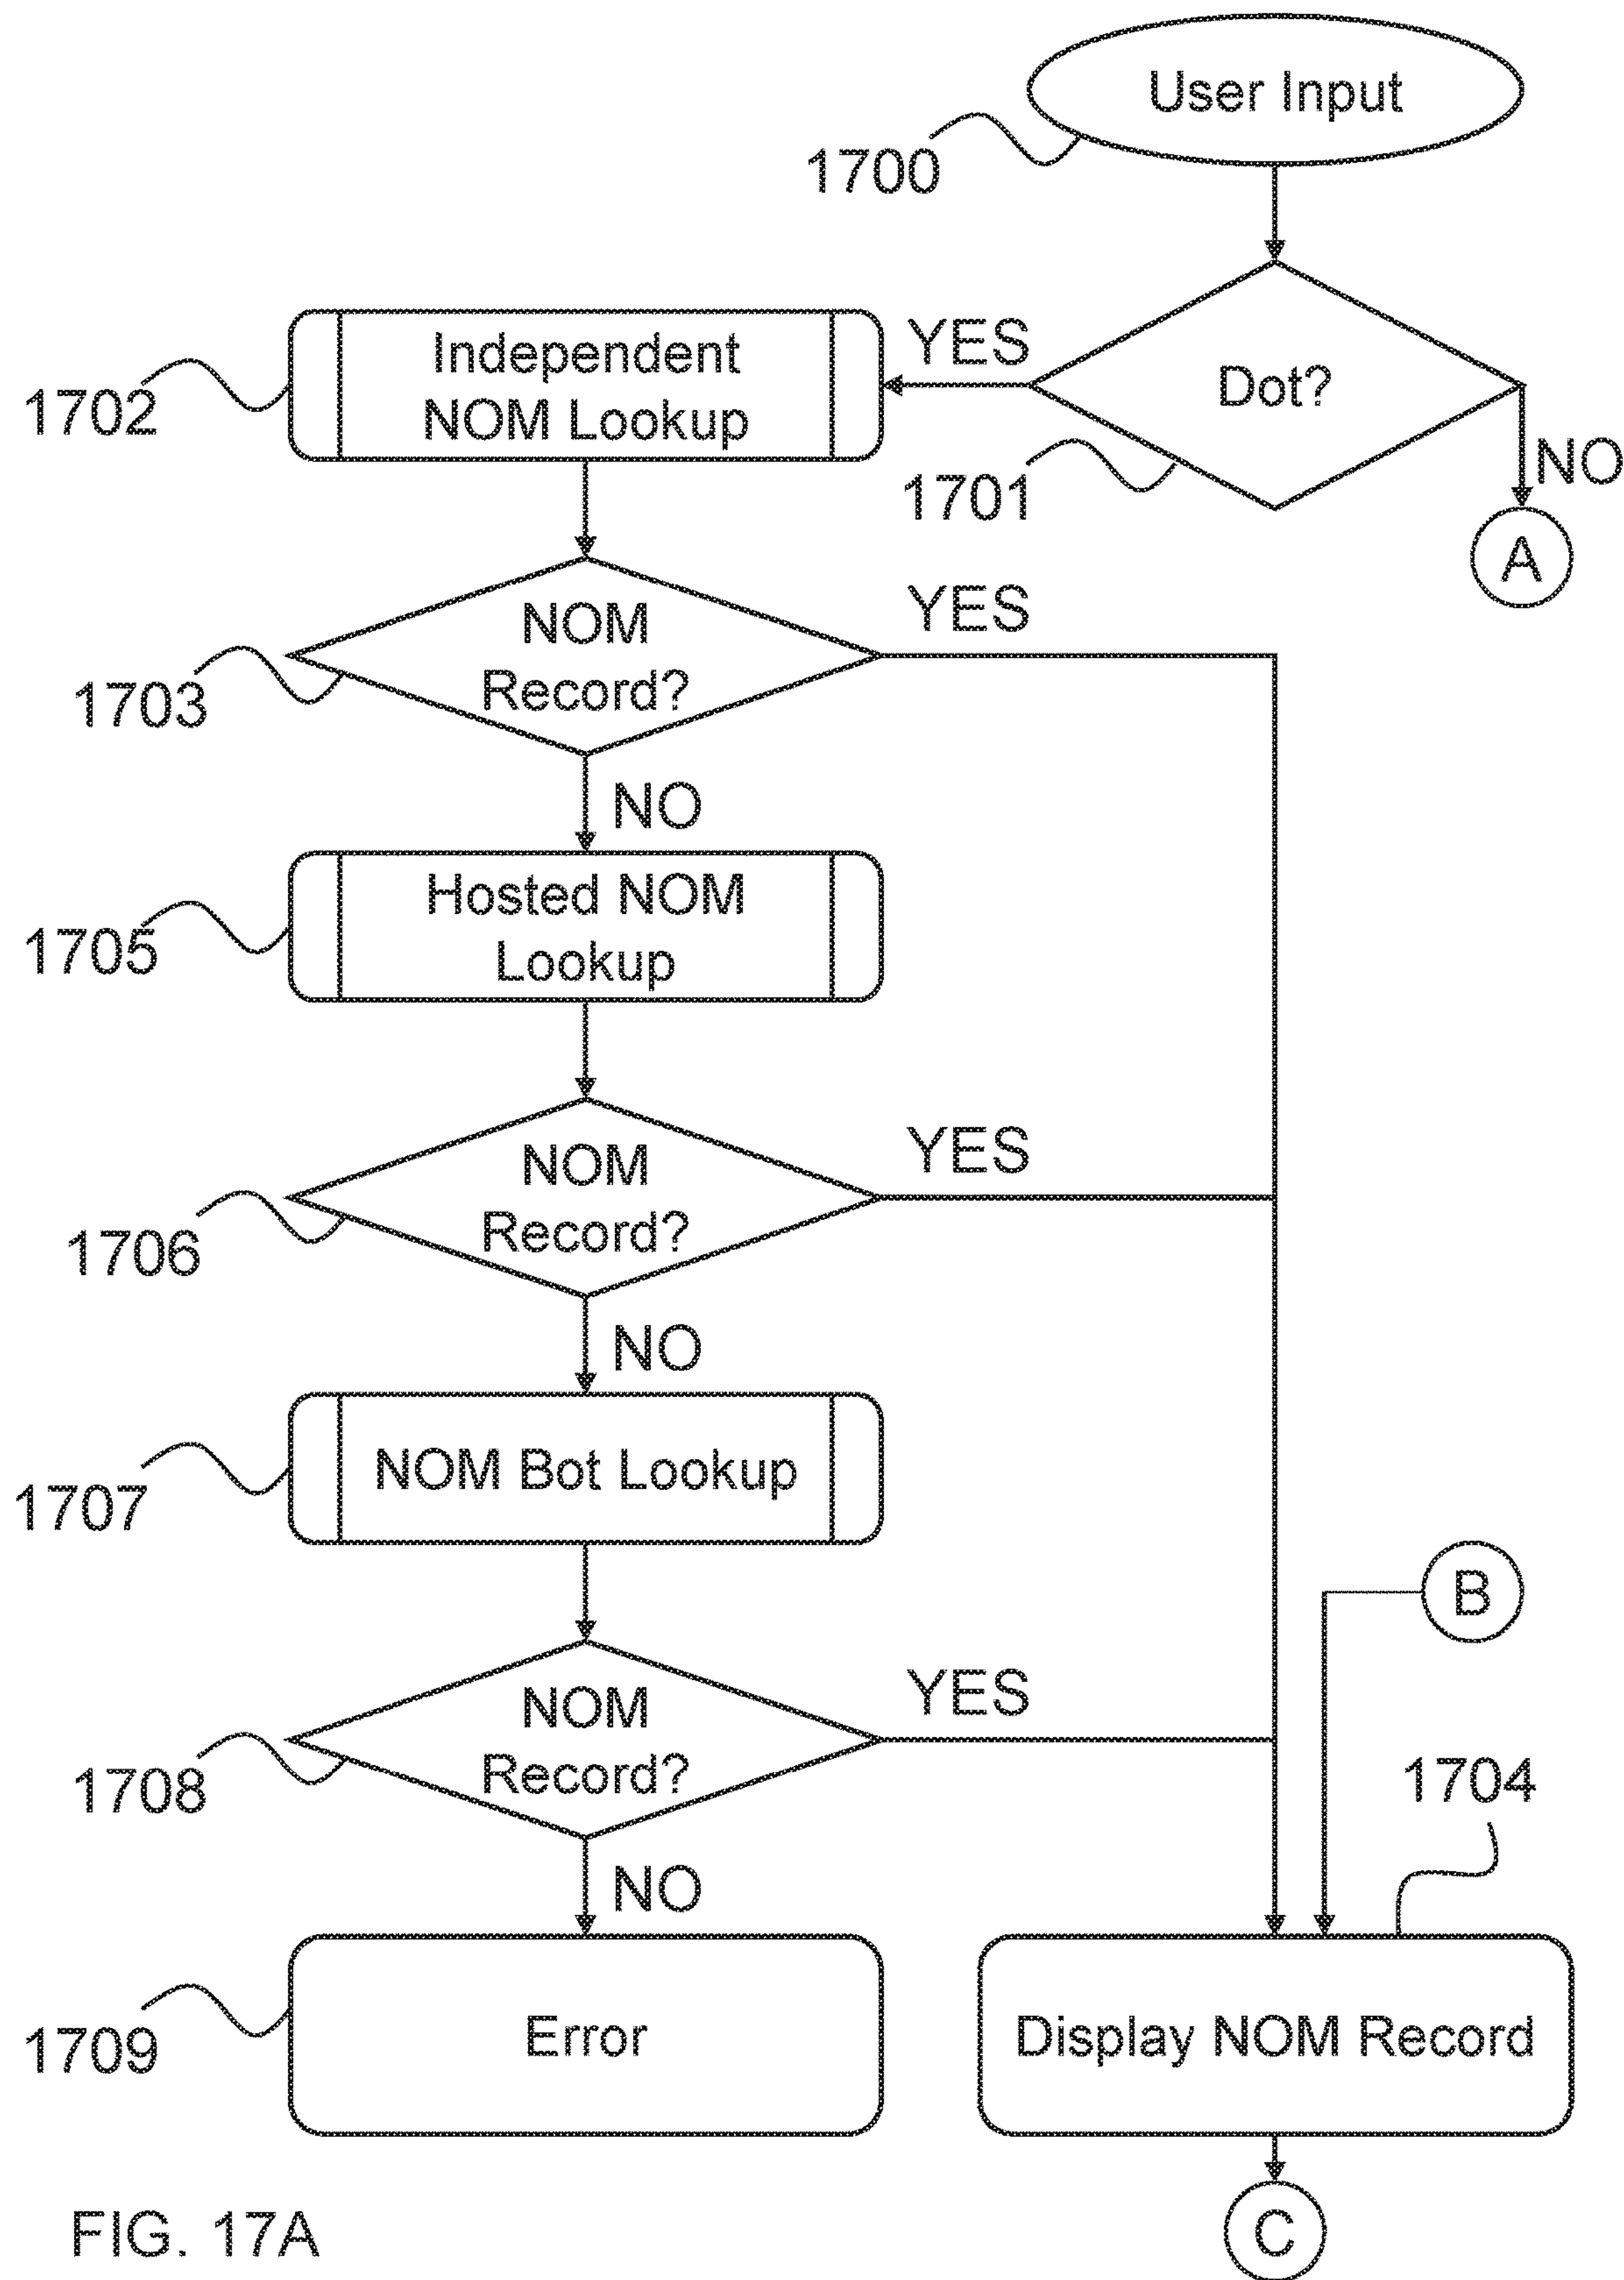 User Input
1700
Independent
NOM Lookup
YES
Dot?
1702
1701
NO
A
NOM
Record?
YES
1703
NO
Hosted NOM
Lookup
1705
NOM
Record?
YES
1706
NO
NOM Bot Lookup
1707
B
NOM
Record?
YES
1708
1704
NO
Error
1709
Display NOM Record
C
FIG. 17A